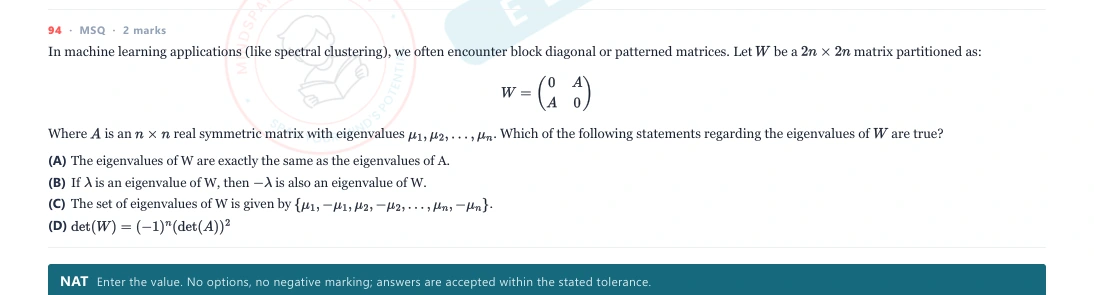 E
MINDSPA
94 · MSQ · 2 marks
In machine learning applications (like spectral clustering), we often encounter block diagonal or patterned matrices. Let W be a 2n × 2n matrix partitioned as:
W = (0 A
A 0)
Where A is an n × n real symmetric matrix with eigenvalues μ₁, μ₂, . . . , μₙ. Which of the following statements regarding the eigenvalues of W are true?
(A) The eigenvalues of W are exactly the same as the eigenvalues of A.
(B) If λ is an eigenvalue of W, then −λ is also an eigenvalue of W.
(C) The set of eigenvalues of W is given by {μ₁, −μ₁, μ₂, −μ₂, . . . , μₙ, −μₙ}.
(D) det(W) = (−1)ⁿ(det(A))²
NAT Enter the value. No options, no negative marking; answers are accepted within the stated tolerance.